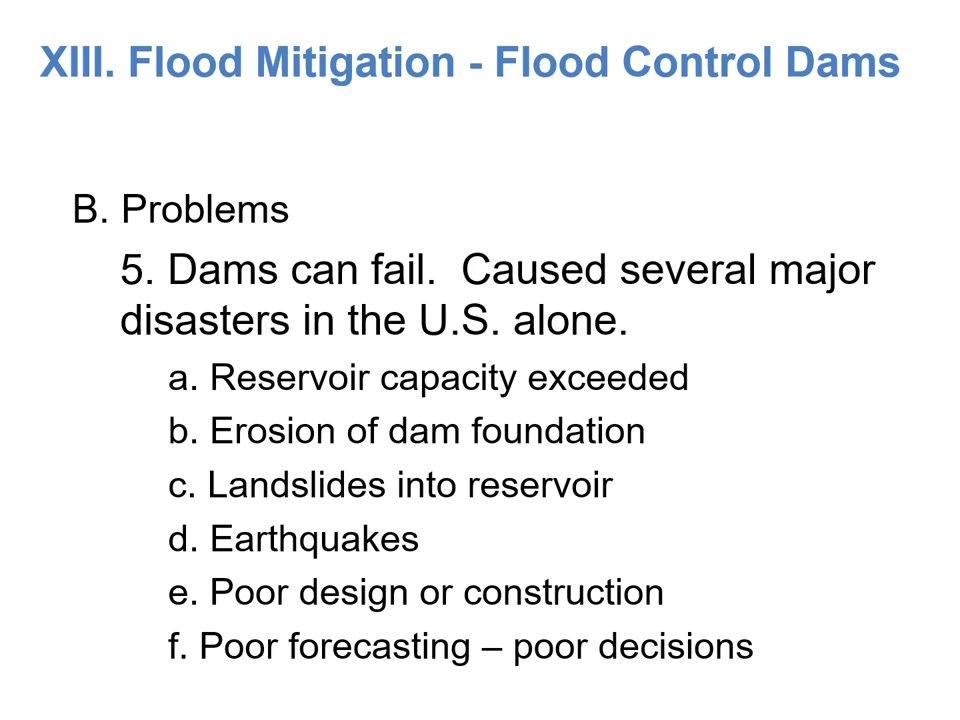 XIII. Flood Mitigation - Flood Control Dams
B. Problems
5. Dams can fail.  Caused several major
disasters in the U.S. alone.
a. Reservoir capacity exceeded
b. Erosion of dam foundation
c. Landslides into reservoir
d. Earthquakes
e. Poor design or construction
f. Poor forecasting – poor decisions